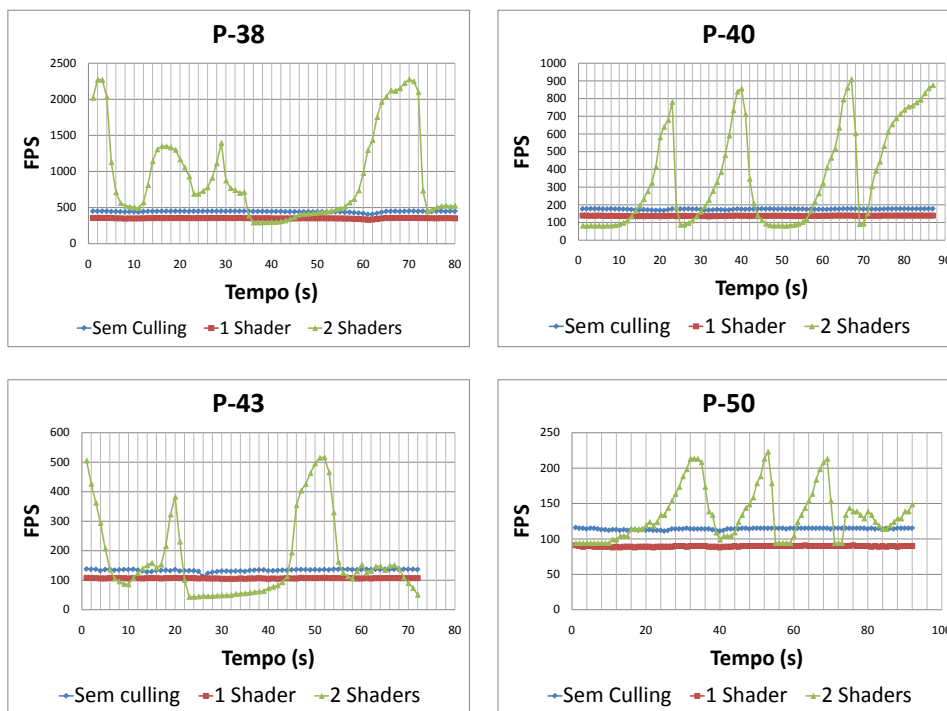 P-38
2500
2000
1500
1000
500
0
FPS
0 10 20 30 40 50 60 70 80
Tempo (s)
Sem Culling 1 Shader 2 Shaders
P-40
1000
900
800
700
600
500
400
300
200
100
0
FPS
0 10 20 30 40 50 60 70 80 90
Tempo (s)
Sem culling 1 Shader 2 Shaders
P-43
600
500
400
300
200
100
0
FPS
0 10 20 30 40 50 60 70 80
Tempo (s)
Sem culling 1 Shader 2 Shaders
P-50
250
200
150
100
50
0
FPS
0 20 40 60 80 100
Tempo (s)
Sem culling 1 Shader 2 Shaders